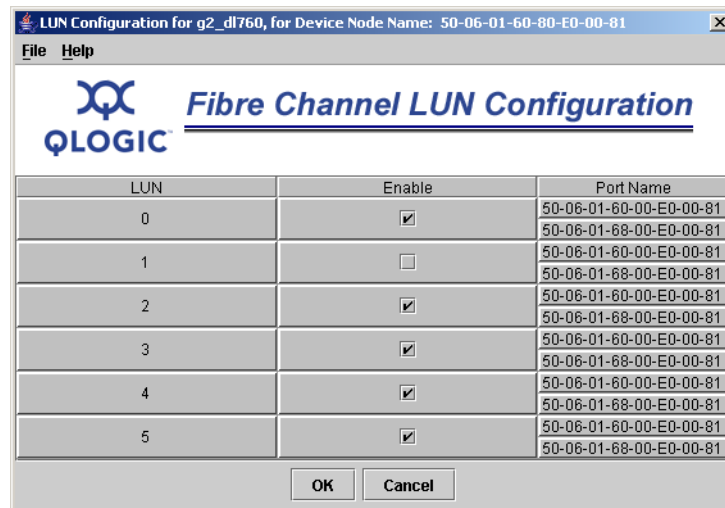 LUN Configuration for g2_dl760, for Device Node Name: 50-06-01-60-80-E0-00-81
File Help
QLOGIC™
Fibre Channel LUN Configuration
LUN Enable Port Name
0 50-06-01-60-00-E0-00-81
50-06-01-68-00-E0-00-81
1 50-06-01-60-00-E0-00-81
50-06-01-68-00-E0-00-81
2 50-06-01-60-00-E0-00-81
50-06-01-68-00-E0-00-81
3 50-06-01-60-00-E0-00-81
50-06-01-68-00-E0-00-81
4 50-06-01-60-00-E0-00-81
50-06-01-68-00-E0-00-81
5 50-06-01-60-00-E0-00-81
50-06-01-68-00-E0-00-81
OK Cancel